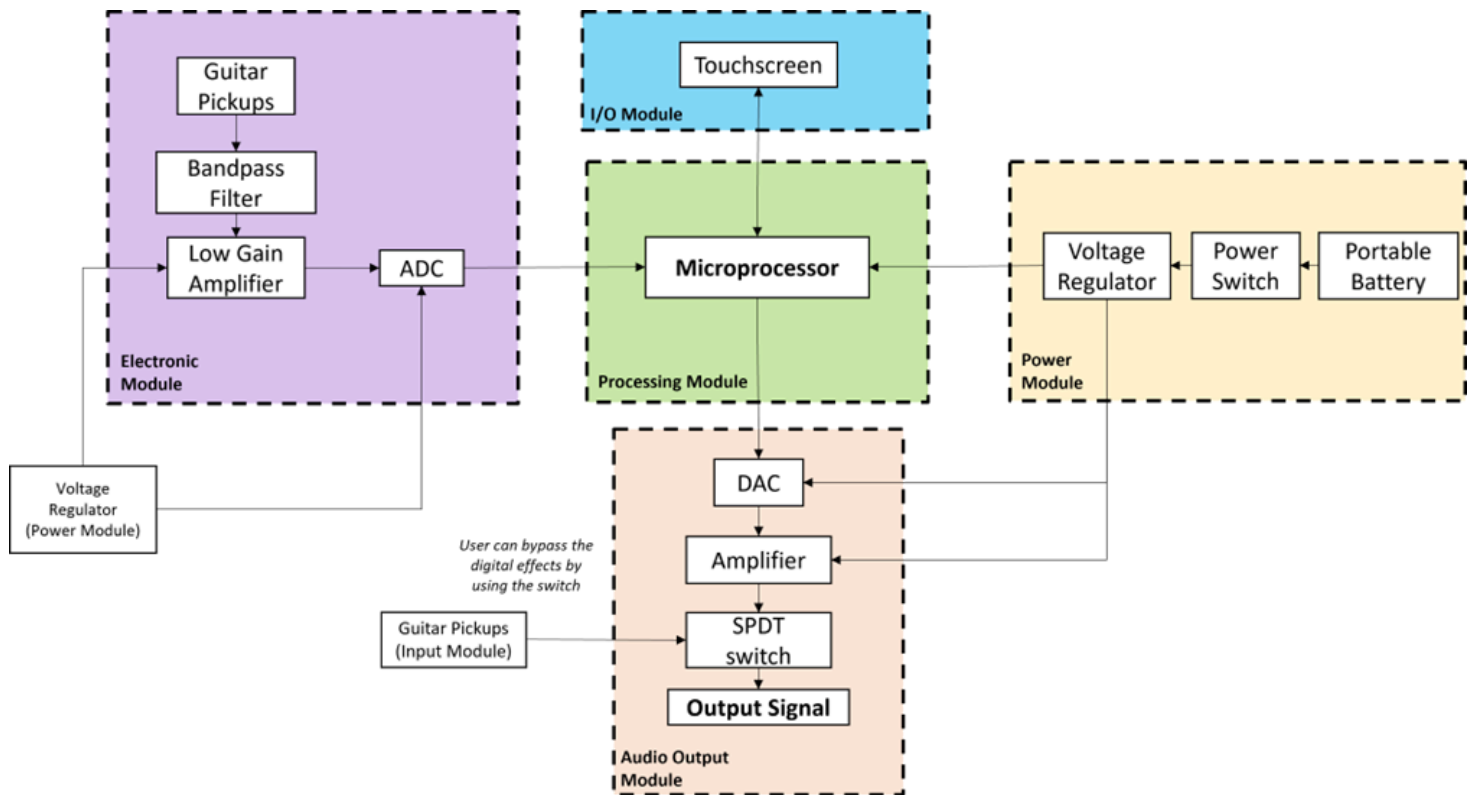 Guitar
Pickups
Bandpass
Filter
Low Gain
Amplifier
ADC
Electronic
Module
Touchscreen
I/O Module
Microprocessor
Processing Module
Voltage
Regulator
Power
Switch
Portable
Battery
Power
Module
Voltage
Regulator
(Power Module)
User can bypass the
digital effects by
using the switch
Guitar Pickups
(Input Module)
DAC
Amplifier
SPDT
switch
Output Signal
Audio Output
Module